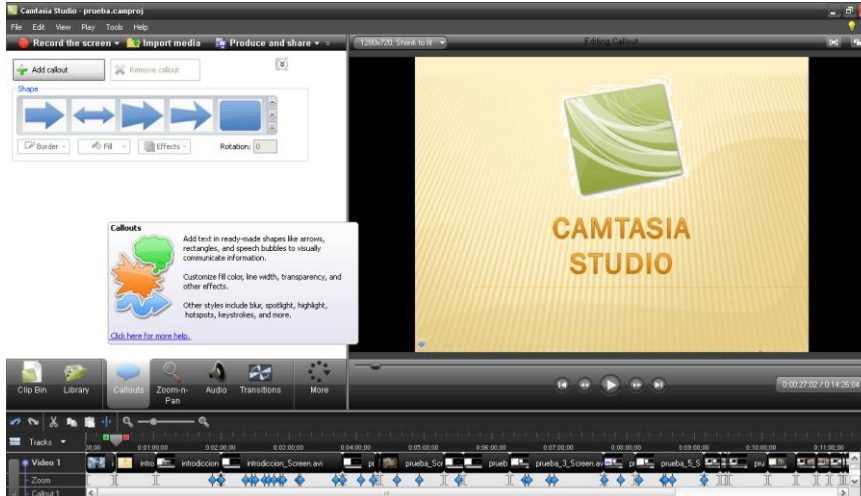 Camtasia Studio - prueba.camproj
File Edit View Play Tools Help
Record the screen Import media Produce and share
1280x720, Shrink to fit
Editing Callout
Add callout
Remove callout
Shape
Border Fill Effects Rotation: 0
CAMTASIA
STUDIO
Callouts
Add text in ready-made shapes like arrows,
rectangles, and speech bubbles to visually
communicate information.
Customize fill color, line width, transparency, and
other effects.
Other styles include blur, spotlight, highlight,
hotspots, keystrokes, and more.
Click here for more help.
Clip Bin Library Callouts Zoom-n-
Pan Audio Transitions More
0:00:27;02 / 0:14:26;04
Tracks
00;00 0:01:00;00 0:02:00;00 0:03:00;00 0:04:00;00 0:05:00;00 0:06:00;00 0:07:00;00 0:08:00;00 0:09:00;00 0:10:00;00 0:11:00;00
Video 1 intro introdiccion introdiccion_Screen.avi pr prueba_Scr prueb prueba_3_Screen.av pr prueba_5_S pru
Zoom
Callout 1